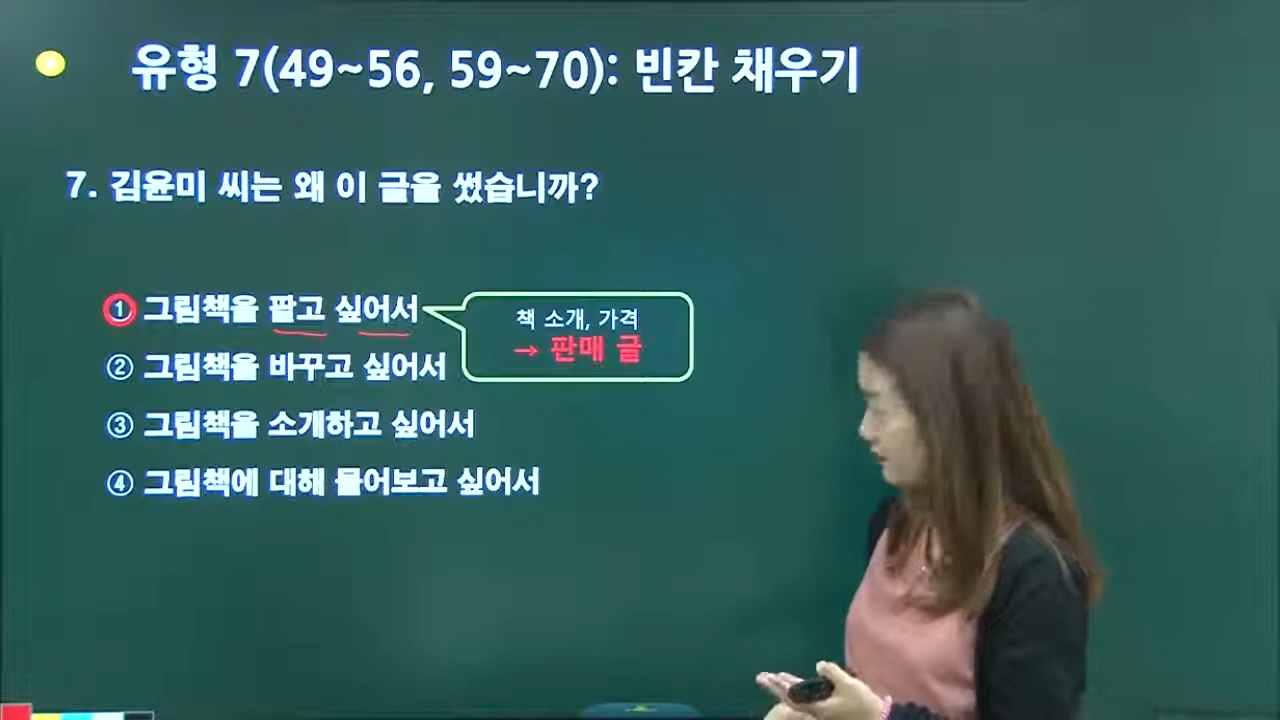 유형 7(49~56, 59~70): 빈칸 채우기
7. 김윤미 씨는 왜 이 글을 썼습니까?
① 그림책을 팔고 싶어서
책 소개, 가격
→ 판매 글
② 그림책을 바꾸고 싶어서
③ 그림책을 소개하고 싶어서
④ 그림책에 대해 물어보고 싶어서